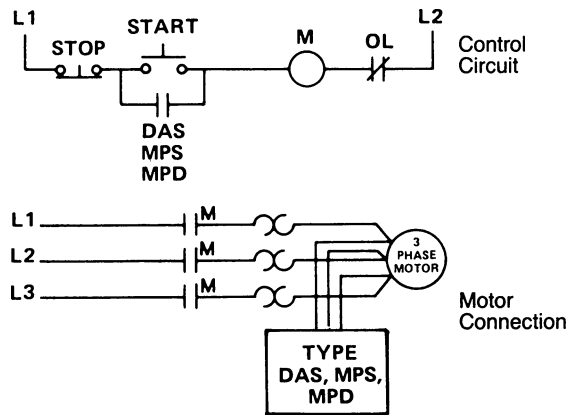 L1
STOP
START
M
OL
L2
Control
Circuit
DAS
MPS
MPD
L1
M
L2
M
L3
M
3
PHASE
MOTOR
Motor
Connection
TYPE
DAS, MPS,
MPD